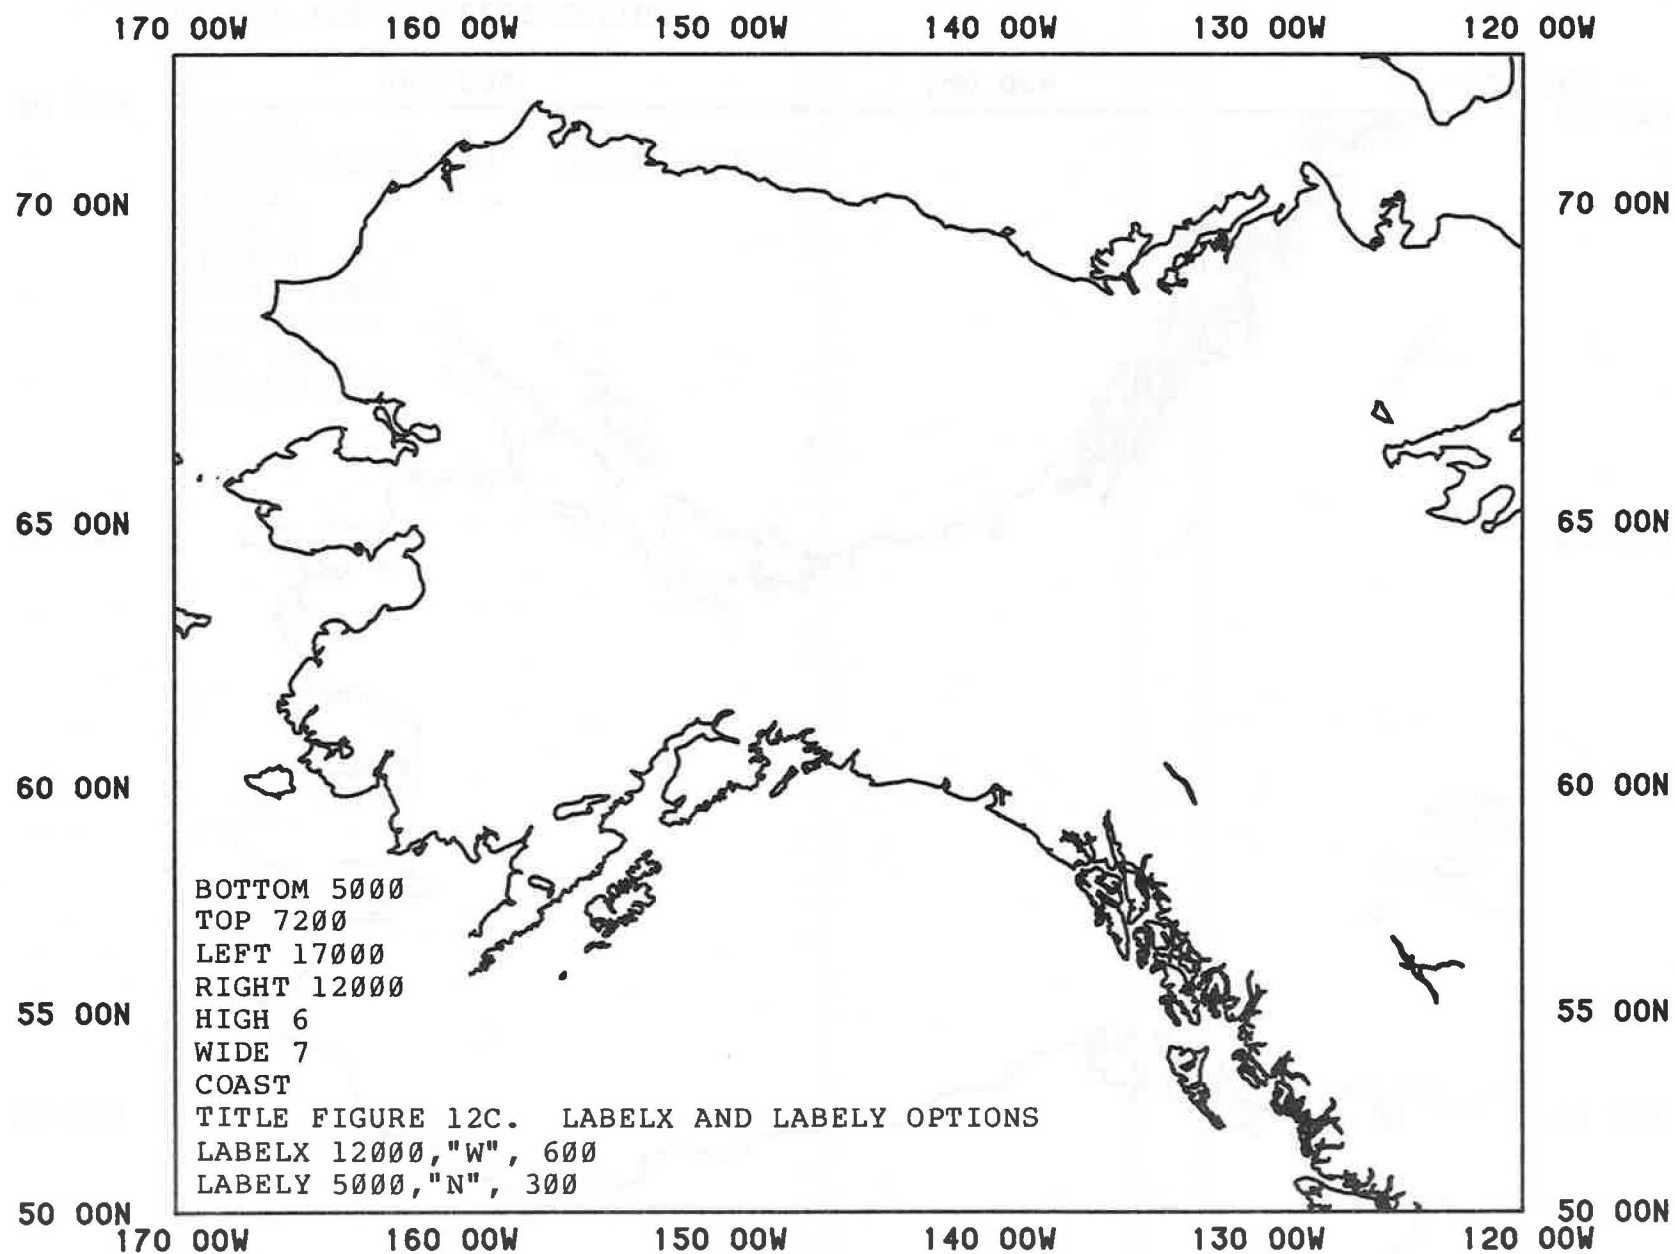 170 00W 160 00W 150 00W 140 00W 130 00W 120 00W
70 00N 70 00N
65 00N 65 00N
60 00N 60 00N
BOTTOM 5000
TOP 7200
LEFT 17000
RIGHT 12000
55 00N 55 00N
HIGH 6
WIDE 7
COAST
TITLE FIGURE 12C. LABELX AND LABELY OPTIONS
LABELX 12000,"W", 600
LABELY 5000,"N", 300
50 00N 50 00N
170 00W 160 00W 150 00W 140 00W 130 00W 120 00W